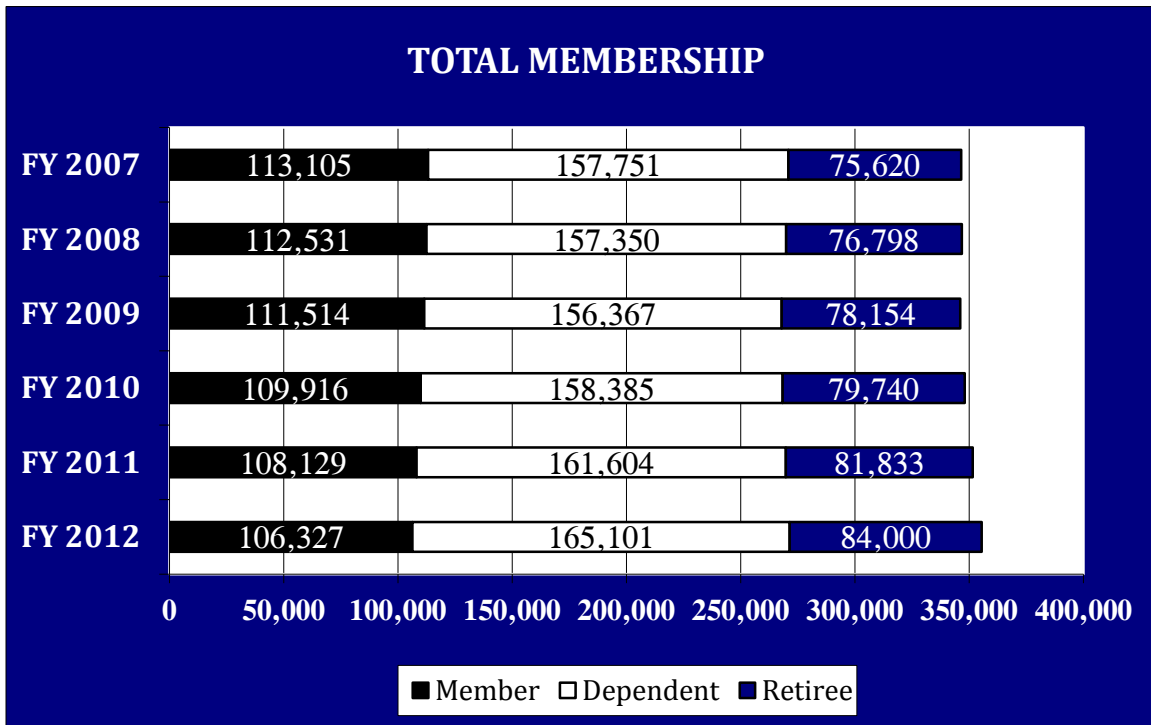 TOTAL MEMBERSHIP
FY 2007 113,105 157,751 75,620
FY 2008 112,531 157,350 76,798
FY 2009 111,514 156,367 78,154
FY 2010 109,916 158,385 79,740
FY 2011 108,129 161,604 81,833
FY 2012 106,327 165,101 84,000
0 50,000 100,000 150,000 200,000 250,000 300,000 350,000 400,000
Member Dependent Retiree